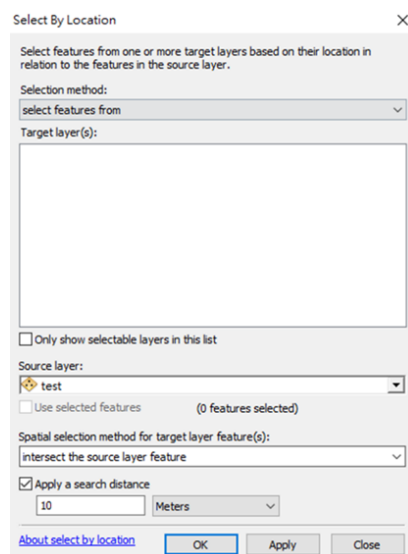 Select By Location
Select features from one or more target layers based on their location in
relation to the features in the source layer.
Selection method:
select features from
Target layer(s):
Only show selectable layers in this list
Source layer:
test
Use selected features (0 features selected)
Spatial selection method for target layer feature(s):
intersect the source layer feature
Apply a search distance
10 Meters
About select by location OK Apply Close